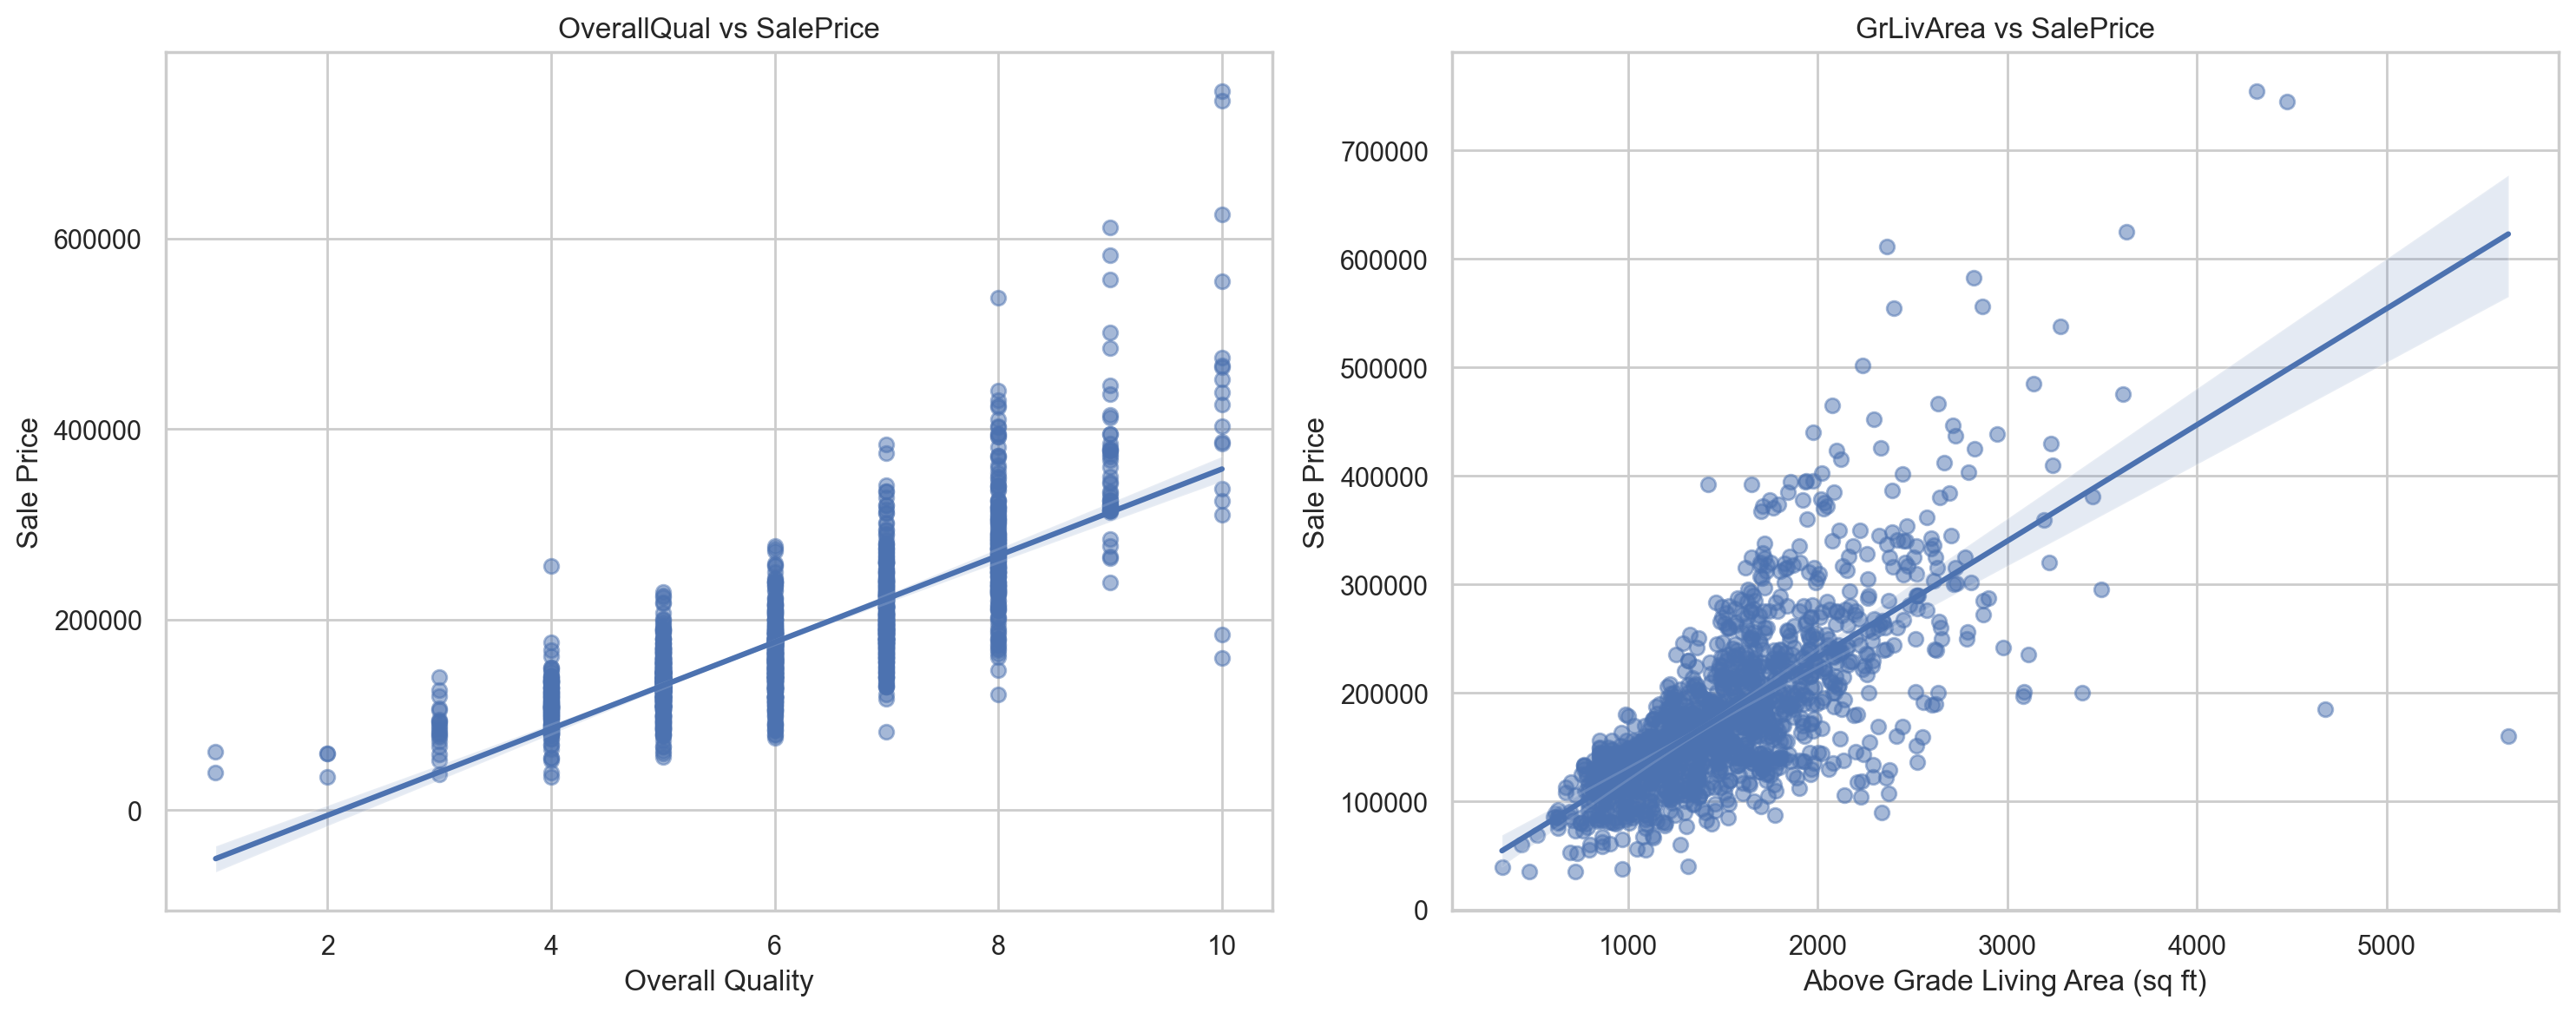 OverallQual vs SalePrice
Sale Price
600000
400000
200000
0
2 4 6 8 10
Overall Quality
GrLivArea vs SalePrice
Sale Price
700000
600000
500000
400000
300000
200000
100000
0
1000 2000 3000 4000 5000
Above Grade Living Area (sq ft)